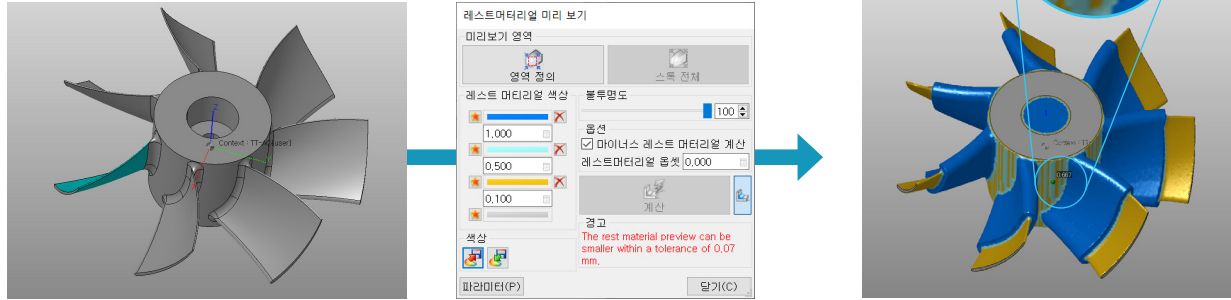 Z
Context : TT-
레스트머터리얼 미리 보기
미리보기 영역
영역 정의
스톡 전체
레스트 머티리얼 색상
불투명도
100
1,000
옵션
마이너스 레스트 머터리얼 계산
0,500
레스트머터리얼 옵셋 0,000
0,100
계산
경고
The rest material preview can be
smaller within a tolerance of 0,07
mm,
색상
파라미터(P)
닫기(C)
Context : TT-
0,667